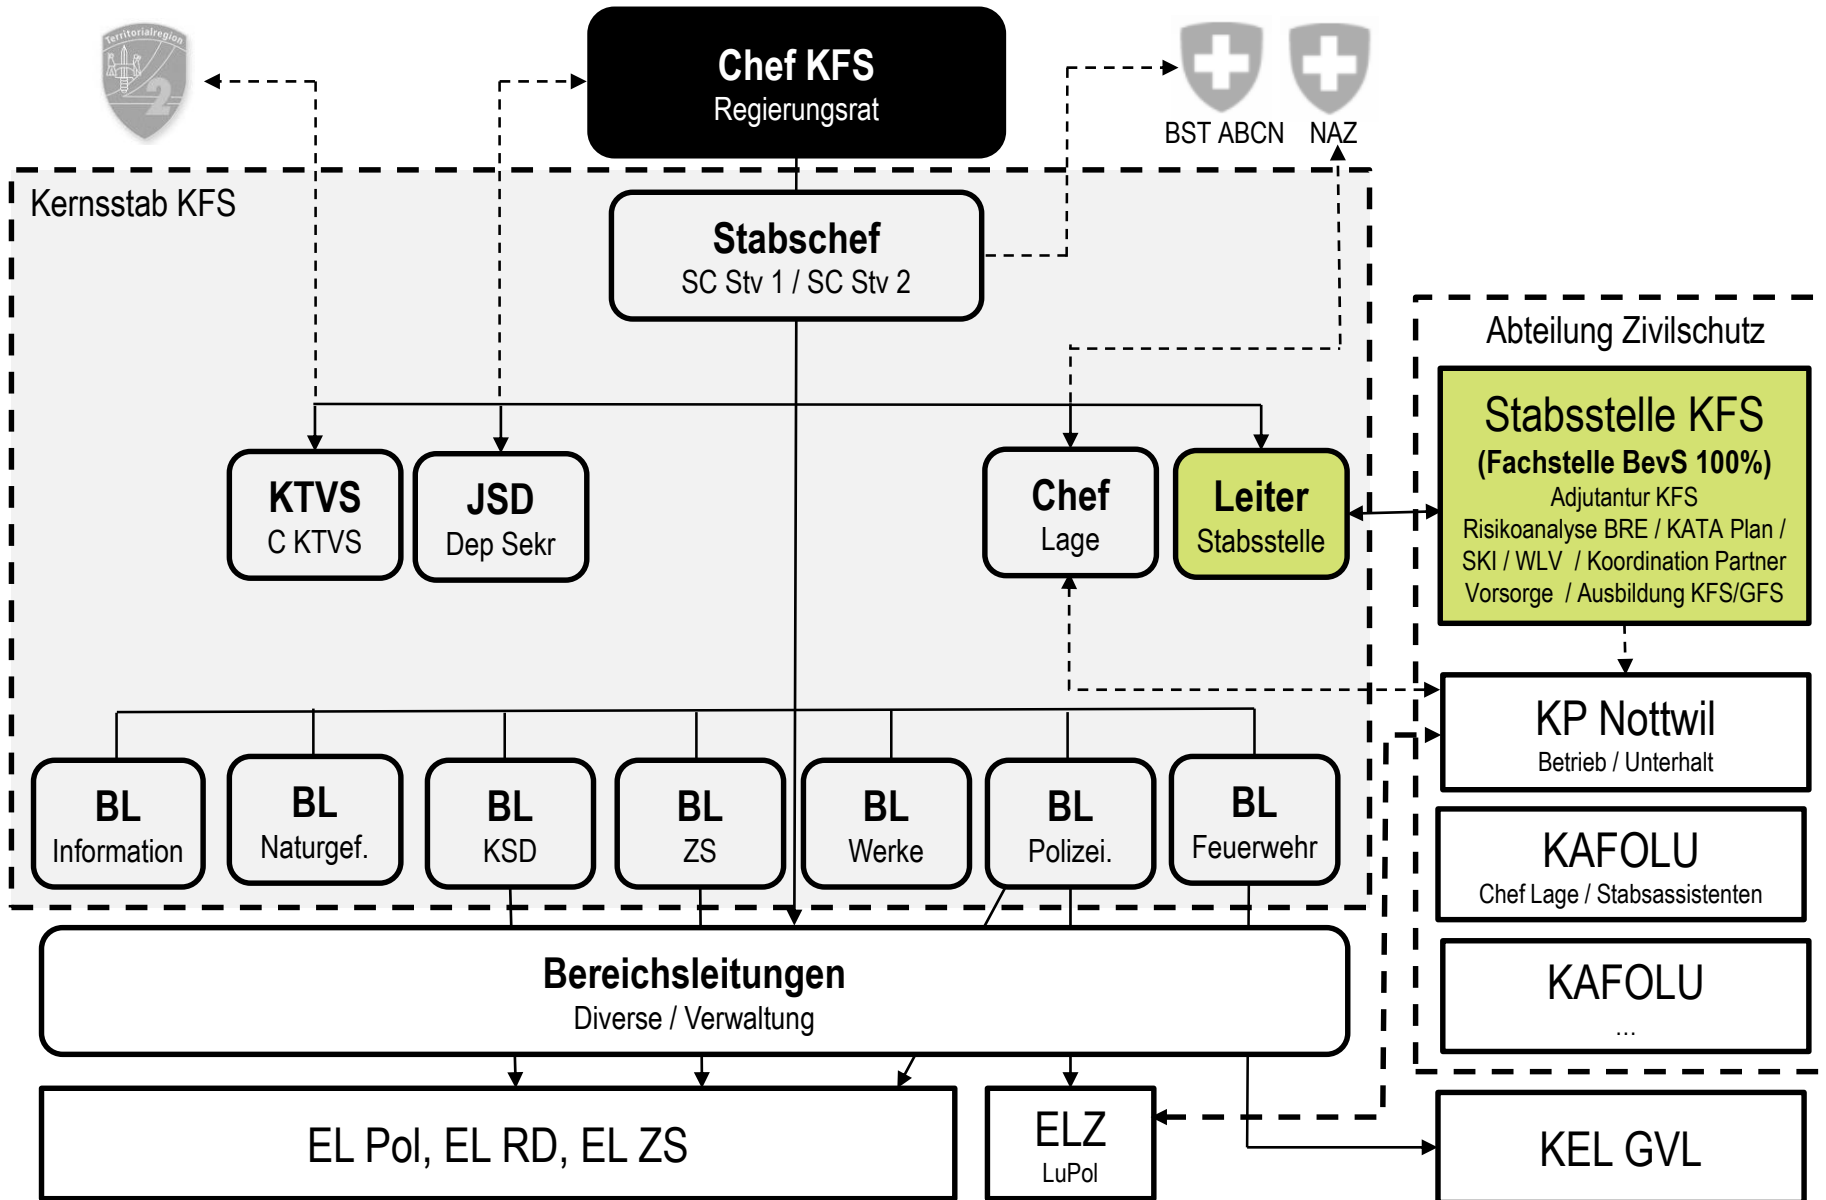 Territorialregion
2
Chef KFS
Regierungsrat
BST ABCN
NAZ
Kernsstab KFS
Stabschef
SC Stv 1 / SC Stv 2
Abteilung Zivilschutz
Stabsstelle KFS
(Fachstelle BevS 100%)
Adjutantur KFS
Risikoanalyse BRE / KATA Plan /
SKI / WLV / Koordination Partner
Vorsorge / Ausbildung KFS/GFS
KTVS
C KTVS
JSD
Dep Sekr
Chef
Lage
Leiter
Stabsstelle
KP Nottwil
Betrieb / Unterhalt
BL
Information
BL
Naturgef.
BL
KSD
BL
ZS
BL
Werke
BL
Polizei.
BL
Feuerwehr
KAFOLU
Chef Lage / Stabsassistenten
Bereichsleitungen
Diverse / Verwaltung
KAFOLU
...
EL Pol, EL RD, EL ZS
ELZ
LuPol
KEL GVL